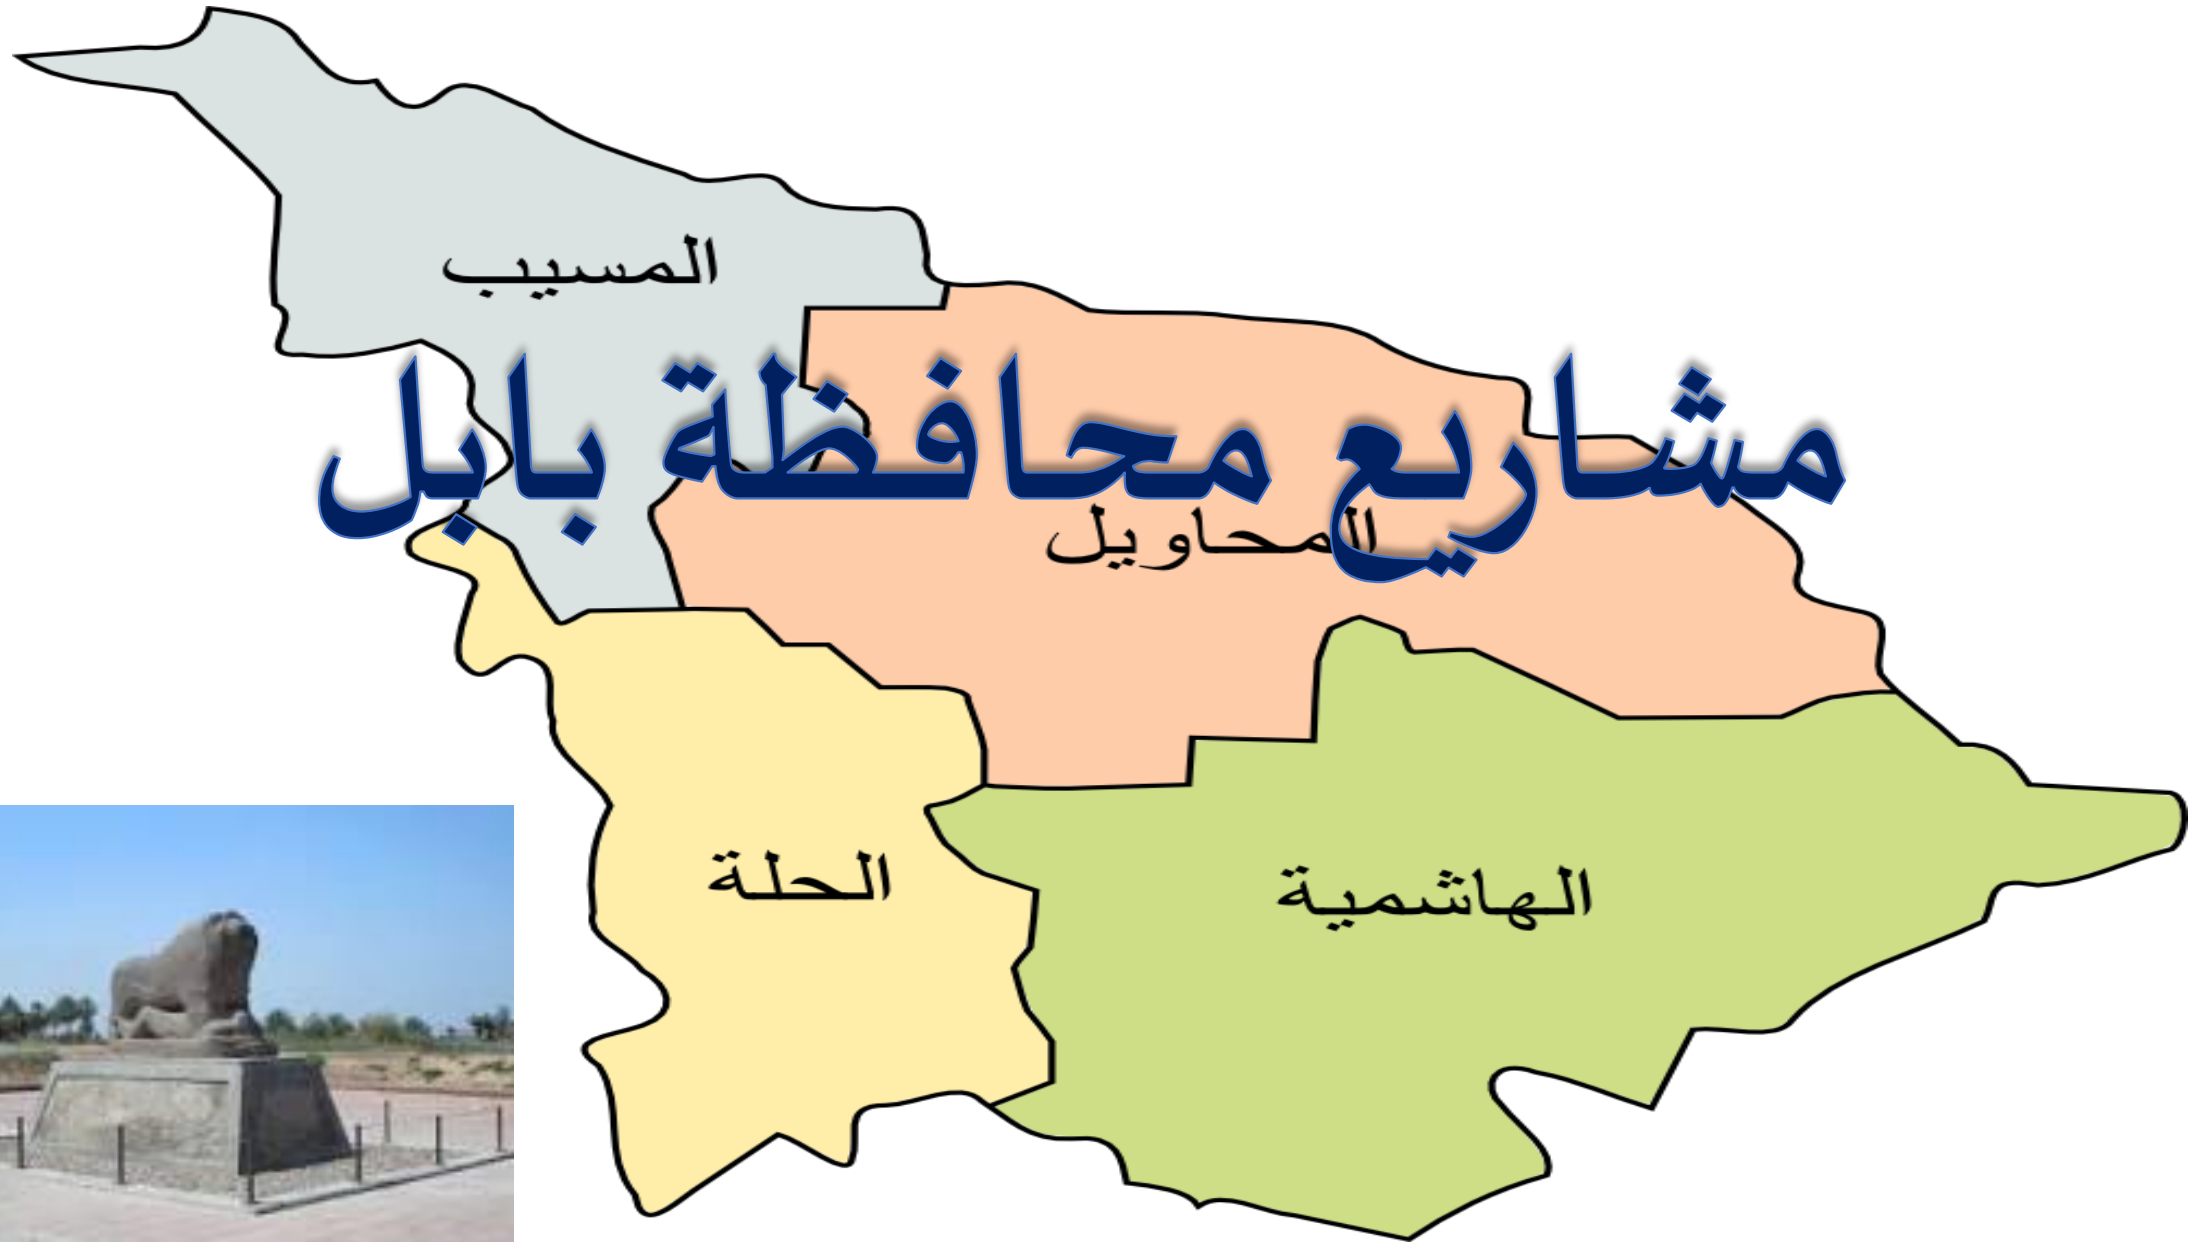 المسيب
مشاريع محافظة بابل
المحاويل
الحلة
الهاشمية